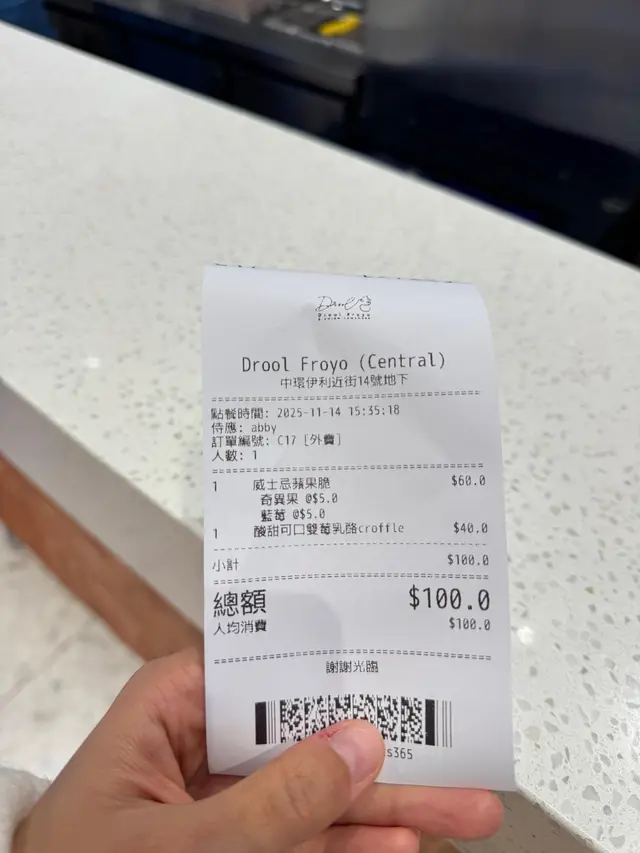 Drool
Drool Froyo
Drool Froyo (Central)
中環伊利近街14號地下
點餐時間: 2025-11-14 15:35:18
侍應: abby
訂單編號: C17 [外賣]
人數: 1
1 威士忌蘋果脆 $60.0
奇異果 @$5.0
藍莓 @$5.0
1 酸甜可口雙莓乳酪croffle $40.0
小計 $100.0
總額 $100.0
人均消費 $100.0
謝謝光臨
s365